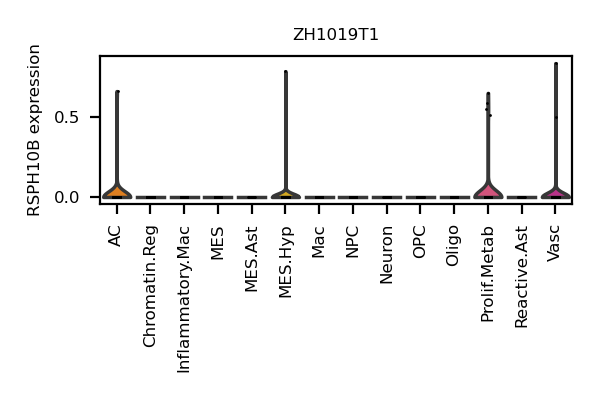 ZH1019T1
RSPH10B expression
0.5
0.0
AC
Chromatin.Reg
Inflammatory.Mac
MES
MES.Ast
MES.Hyp
Mac
NPC
Neuron
OPC
Oligo
Prolif.Metab
Reactive.Ast
Vasc